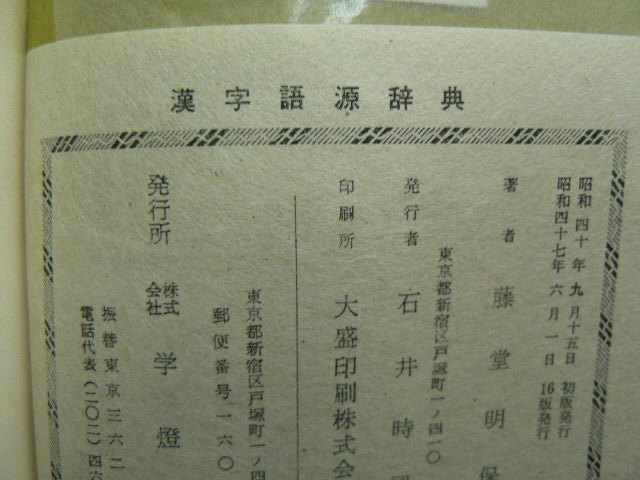 漢字語源辞典
昭和四十年九月十五日 初版発行
昭和四十七年六月一日 16版発行
著者 藤堂明保
東京都新宿区戸塚町一ノ四一〇
発行者 石井時
印刷所 大盛印刷株式会
東京都新宿区戸塚町一ノ四
郵便番号一六〇
発行所 株式会社 学燈
振替東京三六二
電話代表(二〇二)四六